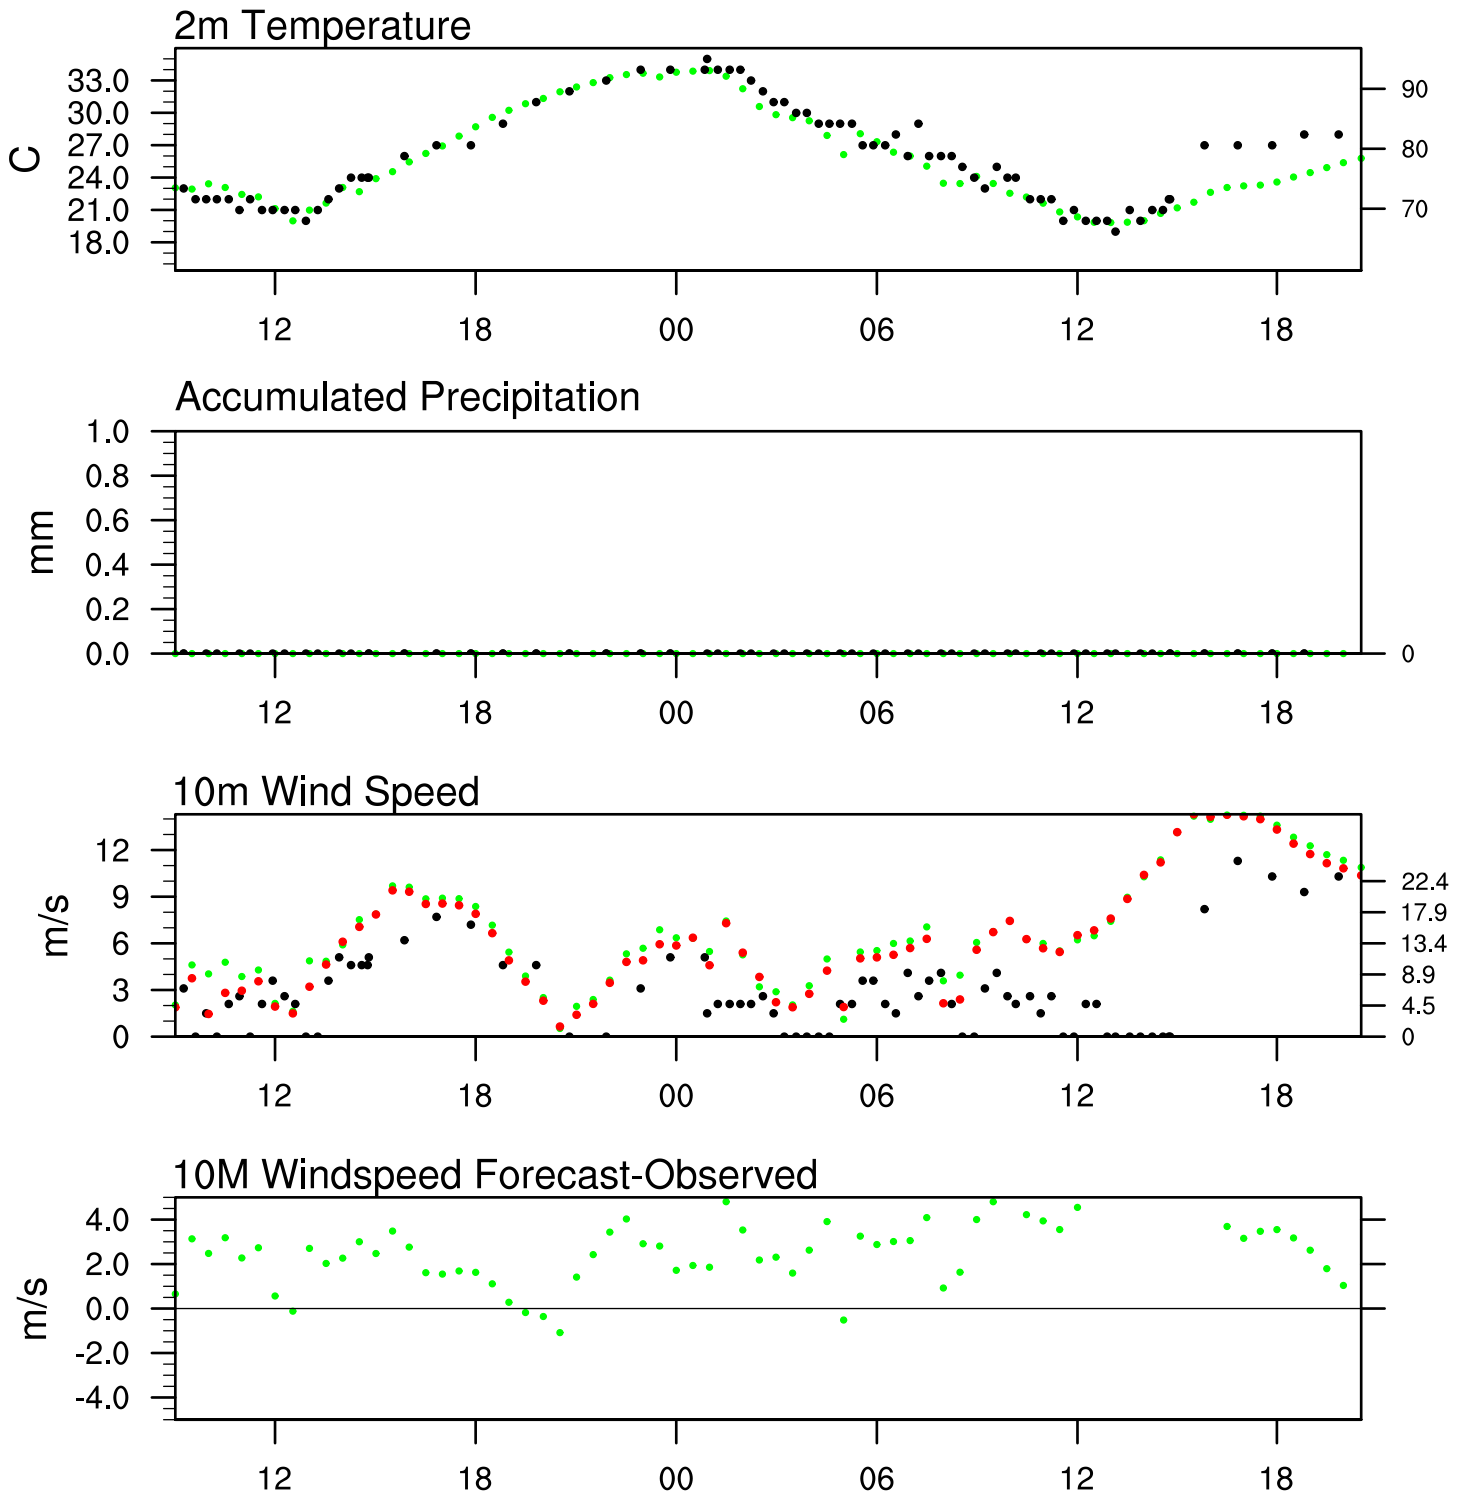 2m Temperature
33.0
30.0
27.0
24.0
21.0
18.0
C
90
80
70
12 18 00 06 12 18
Accumulated Precipitation
1.0
0.8
0.6
0.4
0.2
0.0
mm
0
12 18 00 06 12 18
10m Wind Speed
12
9
6
3
0
m/s
22.4
17.9
13.4
8.9
4.5
0
12 18 00 06 12 18
10M Windspeed Forecast-Observed
4.0
2.0
0.0
-2.0
-4.0
m/s
12 18 00 06 12 18